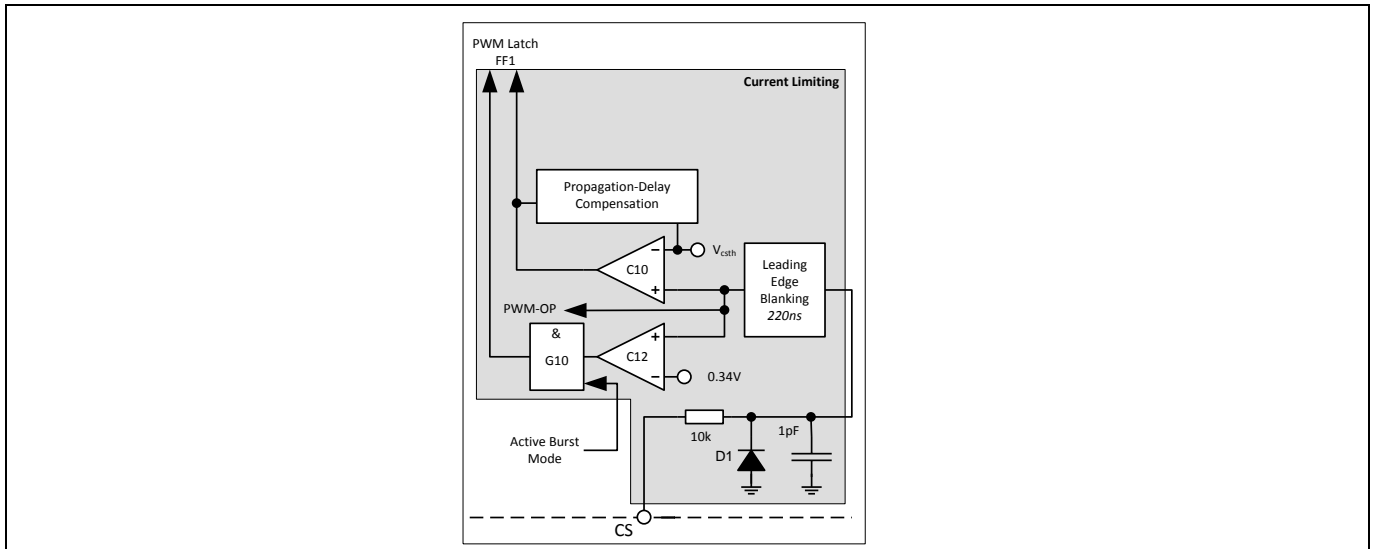 PWM Latch
FF1
Current Limiting
Propagation-Delay
Compensation
−
Vcsth
C10
+
Leading
Edge
Blanking
220ns
PWM-OP
&
G10
+
C12
−
0.34V
10k
1pF
D1
Active Burst
Mode
CS